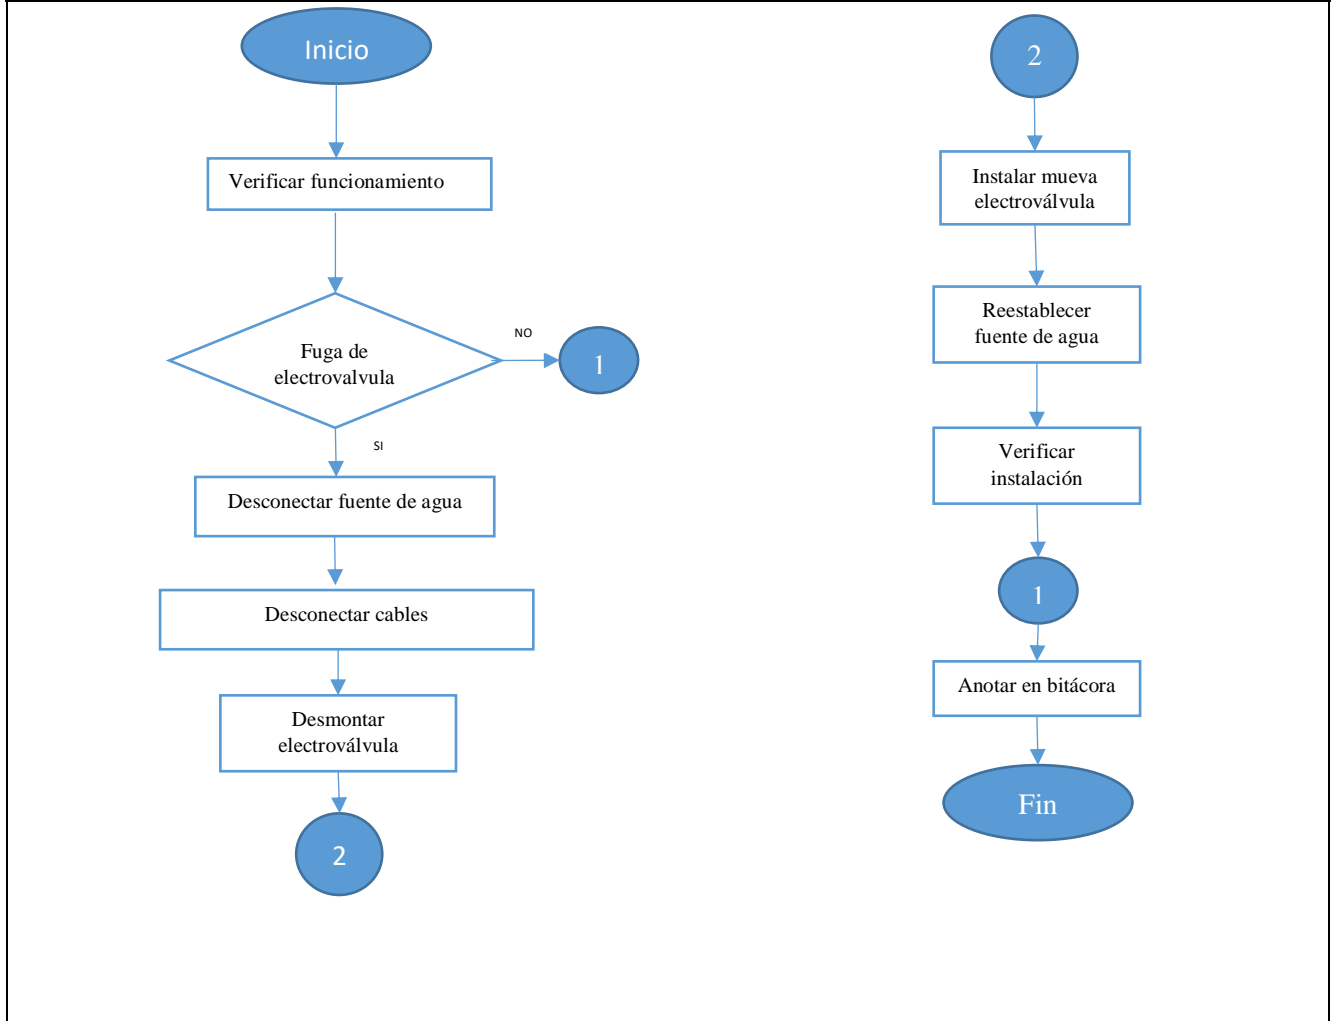 Inicio
Verificar funcionamiento
Fuga de
electrovalvula
NO
1
SI
Desconectar fuente de agua
Desconectar cables
Desmontar
electroválvula
2
2
Instalar mueva
electroválvula
Reestablecer
fuente de agua
Verificar
instalación
1
Anotar en bitácora
Fin